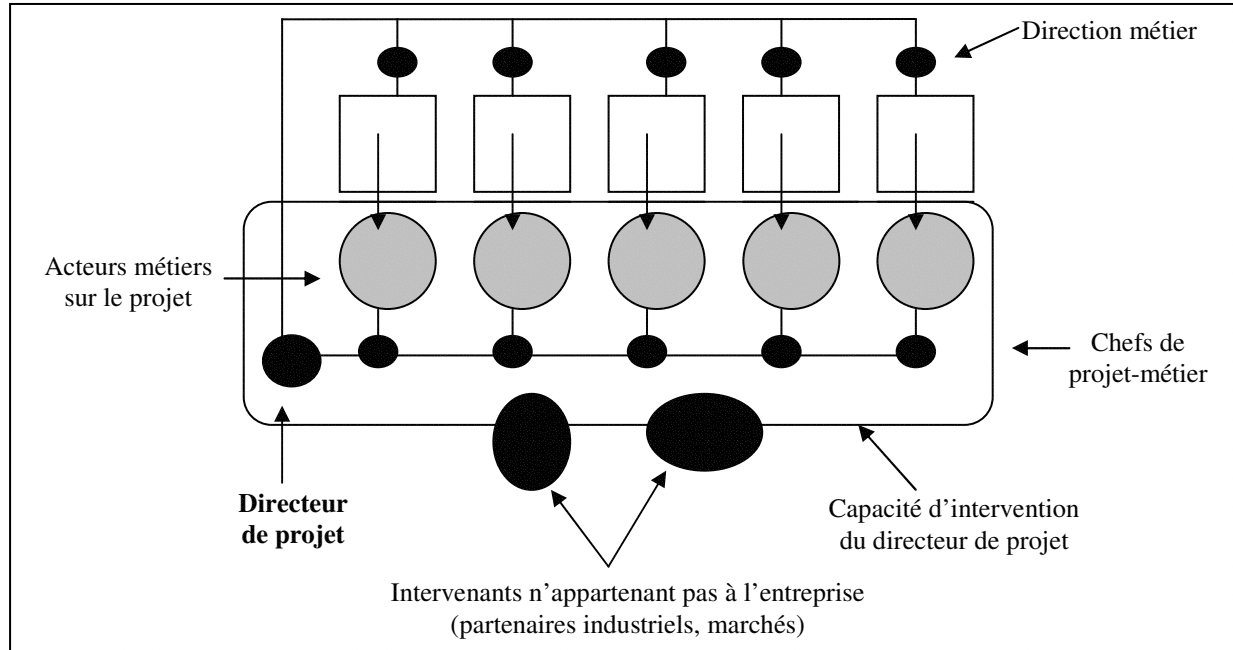 Direction métier
Acteurs métiers
sur le projet
Chefs de
projet-métier
Directeur
de projet
Capacité d’intervention
du directeur de projet
Intervenants n’appartenant pas à l’entreprise
(partenaires industriels, marchés)